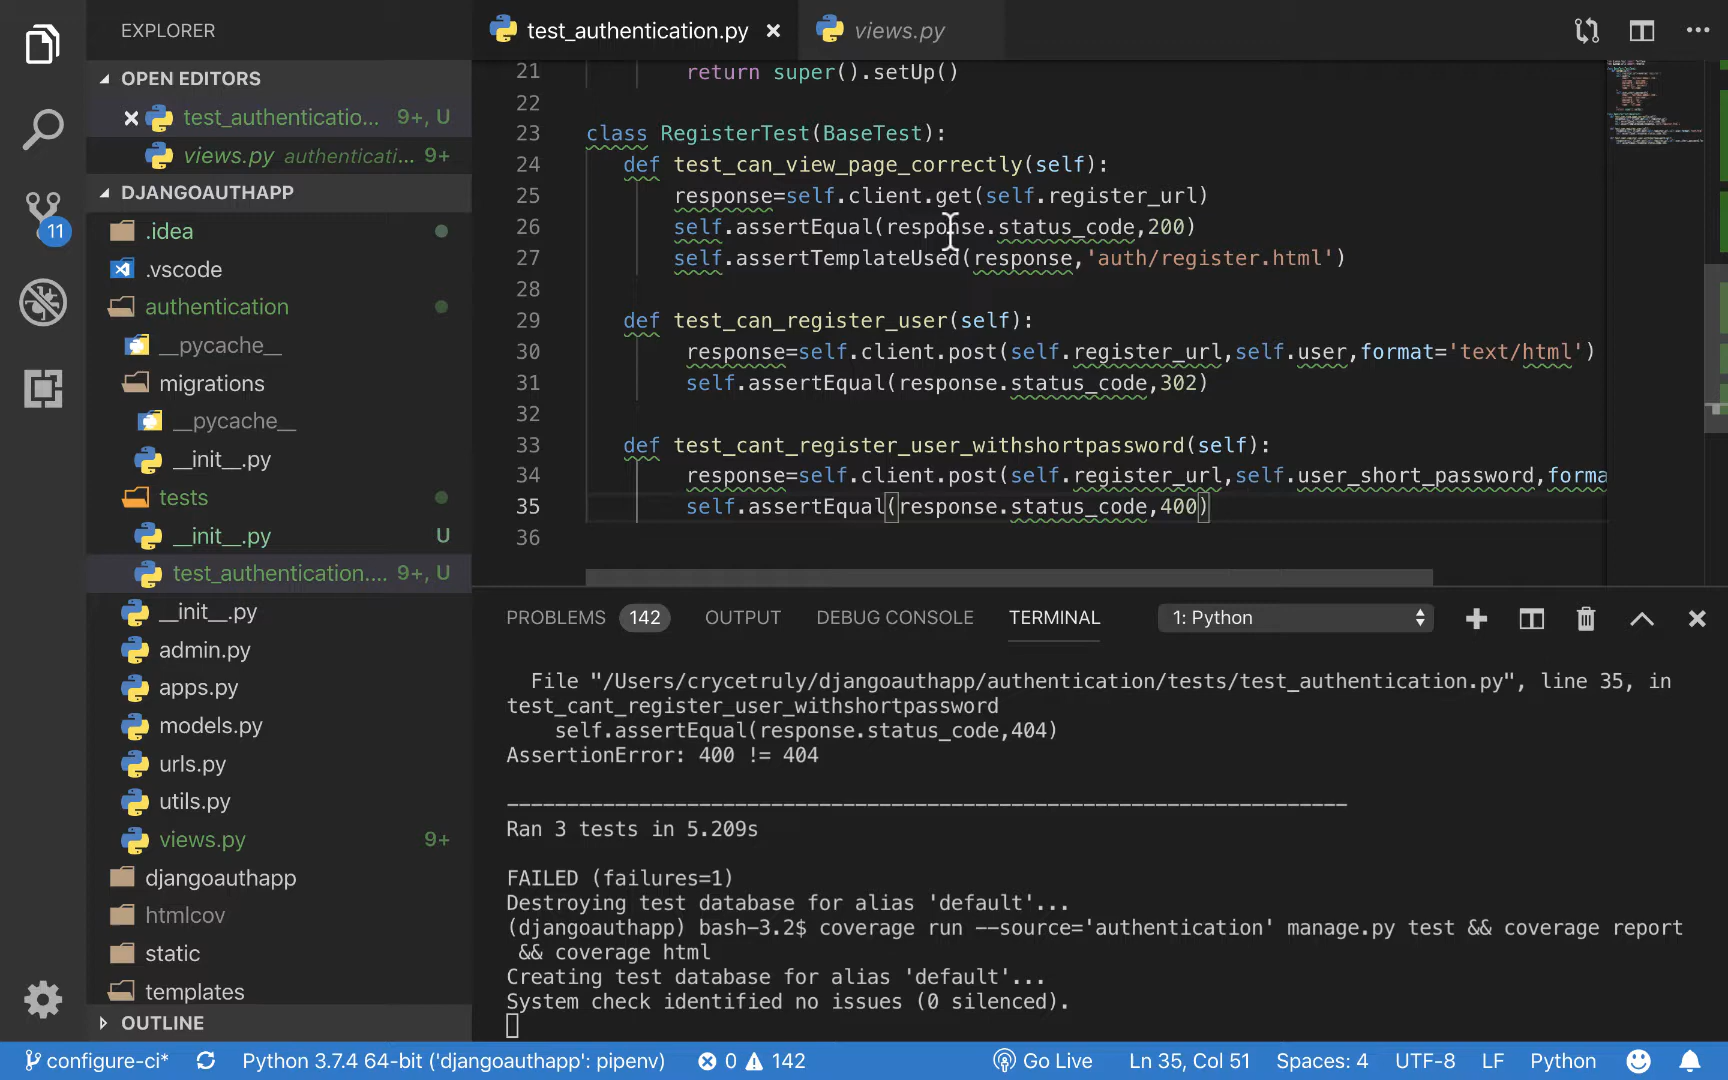 EXPLORER
OPEN EDITORS
test_authenticatio... 9+, U
views.py authenticati... 9+
DJANGOAUTHAPP
.idea
.vscode
authentication
__pycache__
migrations
__pycache__
__init__.py
tests
__init__.py U
test_authentication.... 9+, U
__init__.py
admin.py
apps.py
models.py
urls.py
utils.py
views.py 9+
djangoauthapp
htmlcov
static
templates
OUTLINE
11
test_authentication.py
views.py
21 return super().setUp()
22
23 class RegisterTest(BaseTest):
24 def test_can_view_page_correctly(self):
25 response=self.client.get(self.register_url)
26 self.assertEqual(response.status_code,200)
27 self.assertTemplateUsed(response,'auth/register.html')
28
29 def test_can_register_user(self):
30 response=self.client.post(self.register_url,self.user,format='text/html')
31 self.assertEqual(response.status_code,302)
32
33 def test_cant_register_user_withshortpassword(self):
34 response=self.client.post(self.register_url,self.user_short_password,forma
35 self.assertEqual(response.status_code,400)
36
PROBLEMS 142 OUTPUT DEBUG CONSOLE TERMINAL 1: Python
File "/Users/crycetruly/djangoauthapp/authentication/tests/test_authentication.py", line 35, in
test_cant_register_user_withshortpassword
self.assertEqual(response.status_code,404)
AssertionError: 400 != 404
----------------------------------------------------------------------
Ran 3 tests in 5.209s
FAILED (failures=1)
Destroying test database for alias 'default'...
(djangoauthapp) bash-3.2$ coverage run --source='authentication' manage.py test && coverage report
&& coverage html
Creating test database for alias 'default'...
System check identified no issues (0 silenced).
configure-ci* Python 3.7.4 64-bit ('djangoauthapp': pipenv) 0 142 Go Live Ln 35, Col 51 Spaces: 4 UTF-8 LF Python